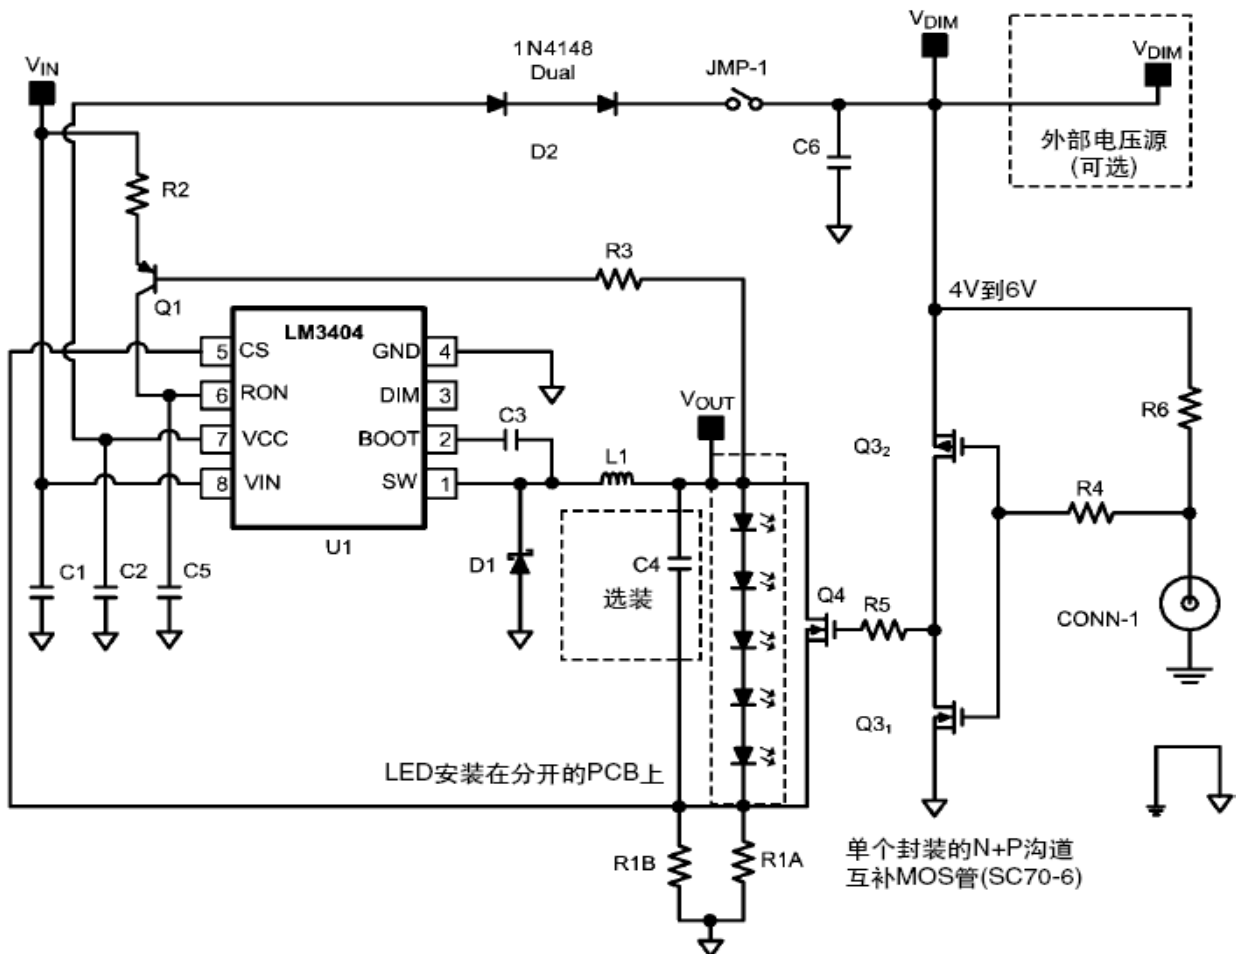 VIN
1N4148
Dual
D2
JMP-1
VDIM
VDIM
外部电压源
(可选)
C6
R2
R3
Q1
4V到6V
LM3404
5 CS
GND 4
6 RON
DIM 3
7 VCC
BOOT 2
8 VIN
SW 1
U1
C3
VOUT
L1
R6
Q3₂
R4
C1
C2
C5
D1
C4
选装
Q4
R5
CONN-1
Q3₁
LED安装在分开的PCB上
R1B
R1A
单个封装的N+P沟道
互补MOS管(SC70-6)